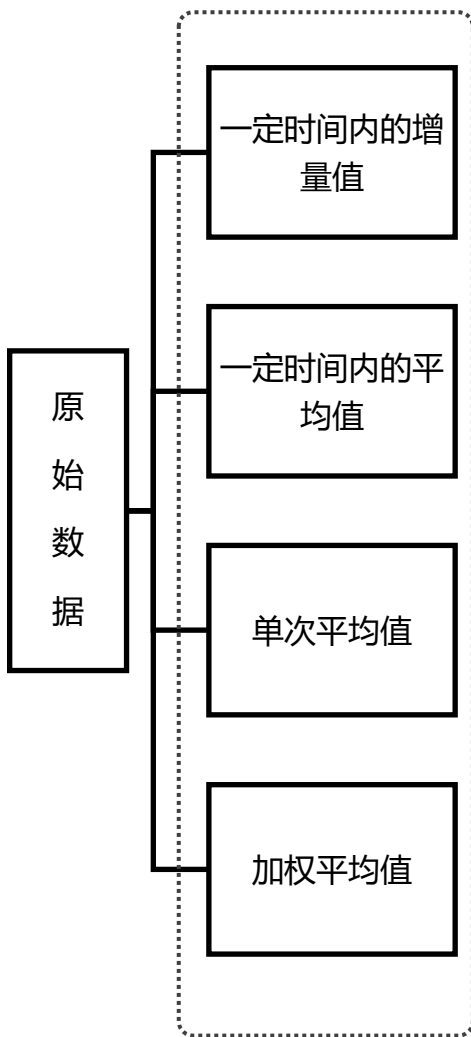 一定时间内的增
量值
一定时间内的平
均值
原
始
数
据
单次平均值
加权平均值